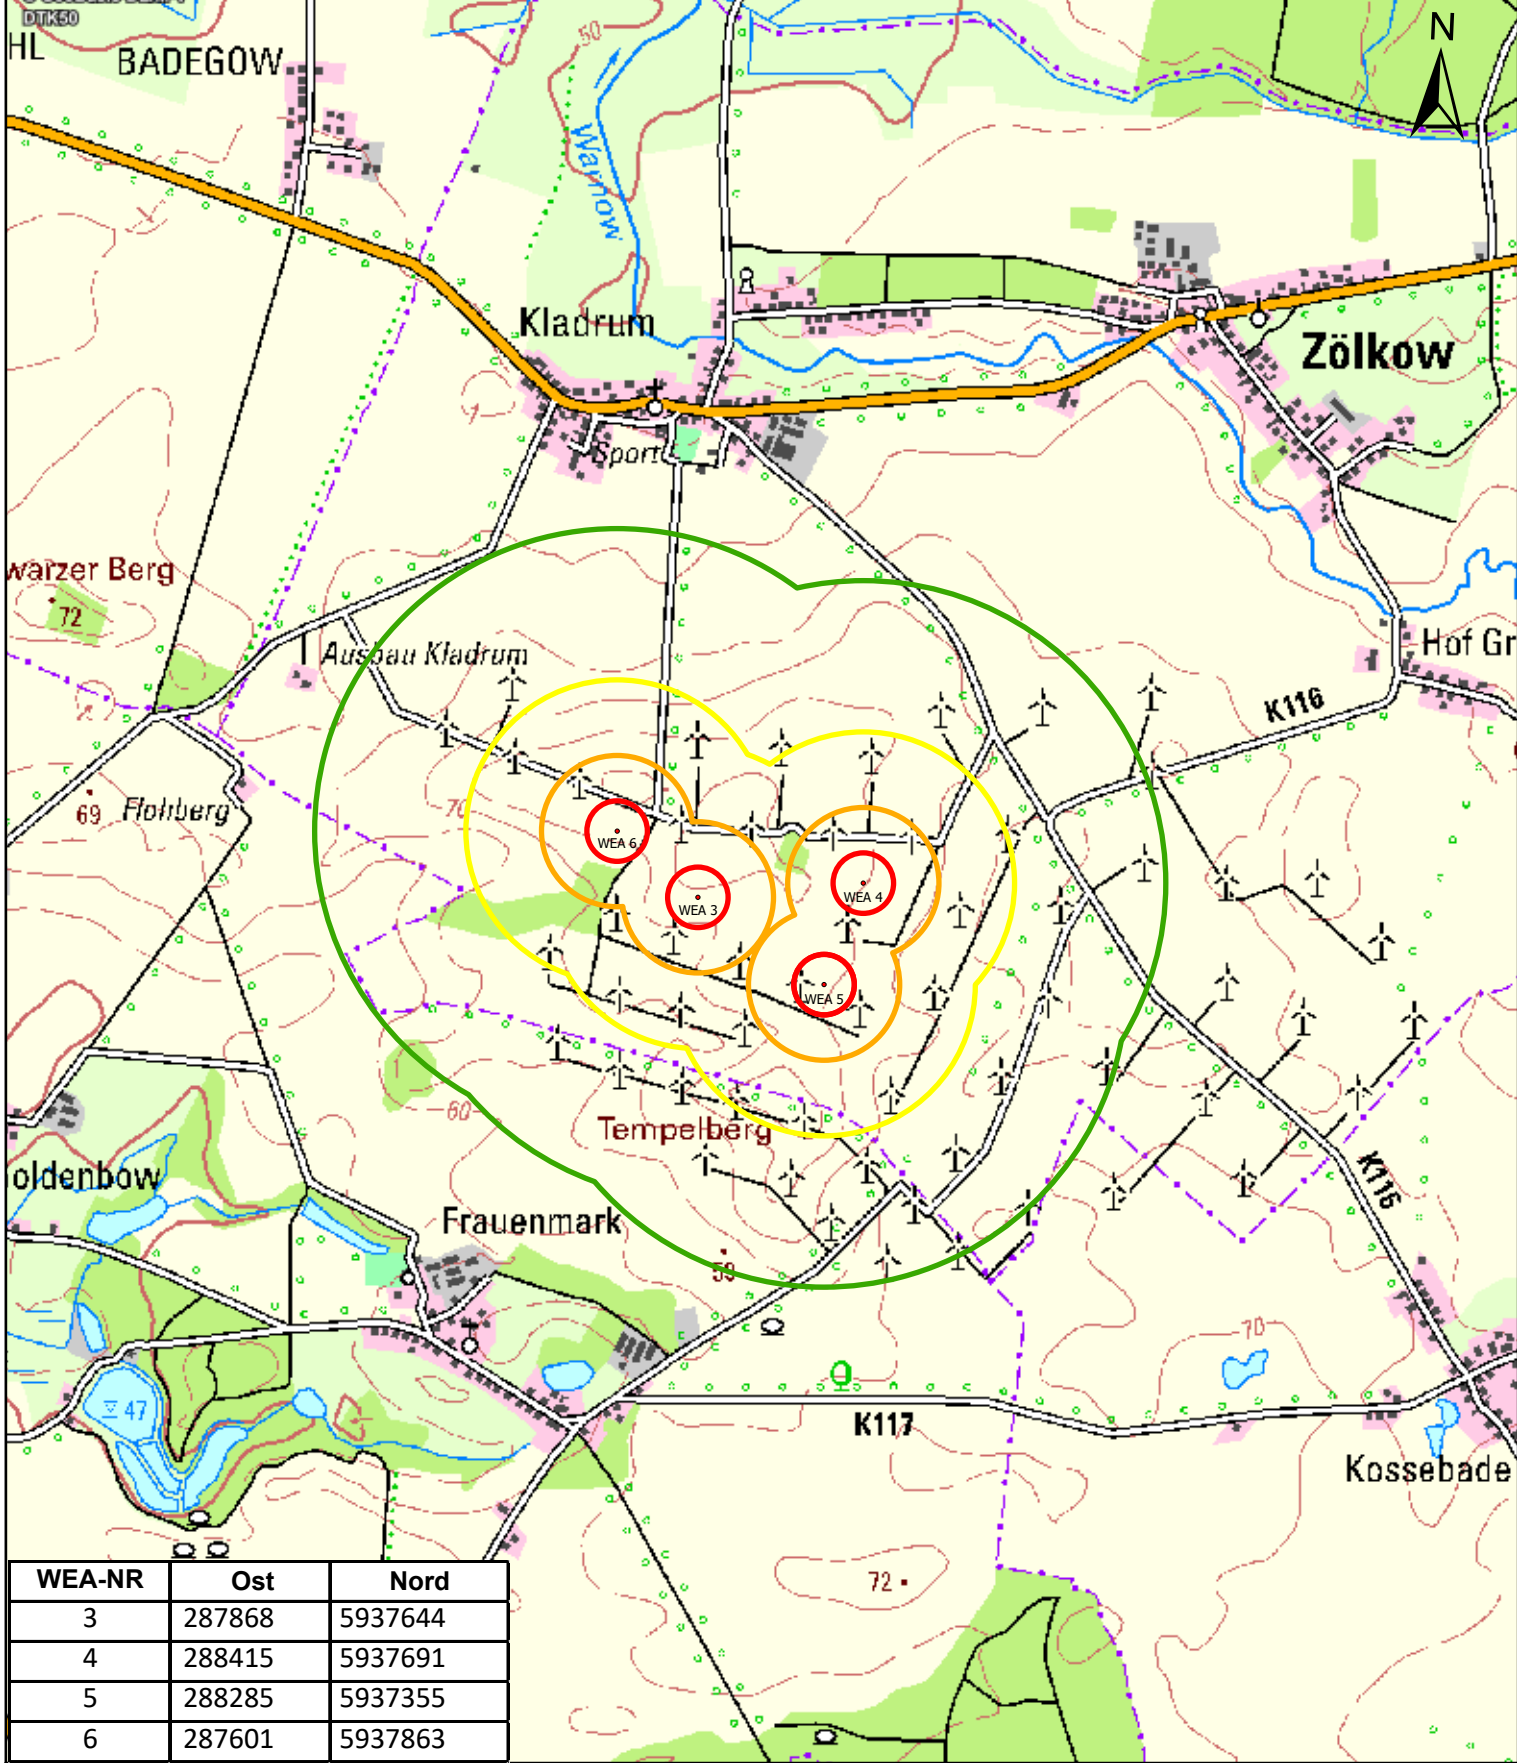 DTK50
HL
BADEGOW
50
N
Warnow
Kladrum
Zölkow
Sport
warzer Berg
72
Hof Gr
Ausbau Kladrum
K116
70
69
WEA 6
WEA 3
WEA 4
WEA 5
60
Tempelberg
oldenbow
K116
Frauenmark
59
70
47
K117
Kossebade
72
WEA-NR Ost Nord
3 287868 5937644
4 288415 5937691
5 288285 5937355
6 287601 5937863